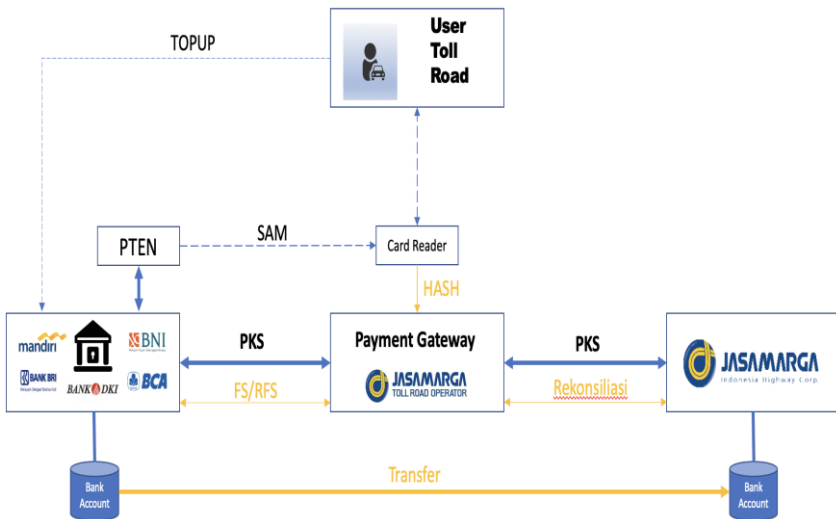 TOPUP
User
Toll
Road
PTEN
SAM
Card Reader
HASH
mandiri
BNI
BANK BRI
BANK DKI
BCA
PKS
FS/RFS
Payment Gateway
JASAMARGA
TOLL ROAD OPERATOR
PKS
Rekonsiliasi
JASAMARGA
Indonesia Highway Corp.
Bank
Account
Transfer
Bank
Account